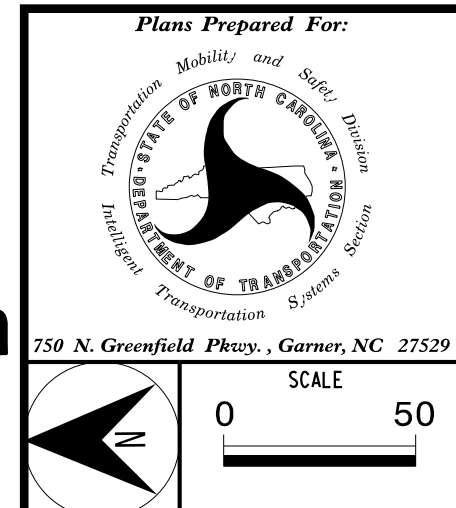 Plans Prepared For:
Transportation Mobility and Safety Division
STATE OF NORTH CAROLINA
DEPARTMENT OF TRANSPORTATION
Intelligent Transportation Systems Section
750 N. Greenfield Pkwy. , Garner, NC 27529
SCALE
0 50
N